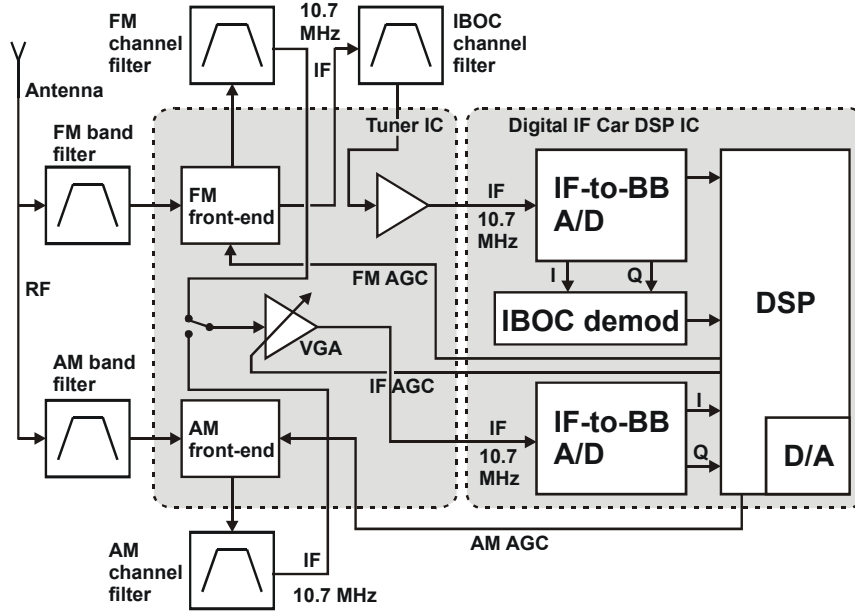 FM
channel
filter
10.7
MHz
IF
IBOC
channel
filter
Antenna
Tuner IC
Digital IF Car DSP IC
FM band
filter
FM
front-end
IF
10.7
MHz
IF-to-BB
A/D
I
Q
FM AGC
RF
DSP
IBOC demod
VGA
AM band
filter
IF AGC
AM
front-end
IF
10.7
MHz
IF-to-BB
A/D
I
Q
D/A
AM AGC
AM
channel
filter
IF
10.7 MHz